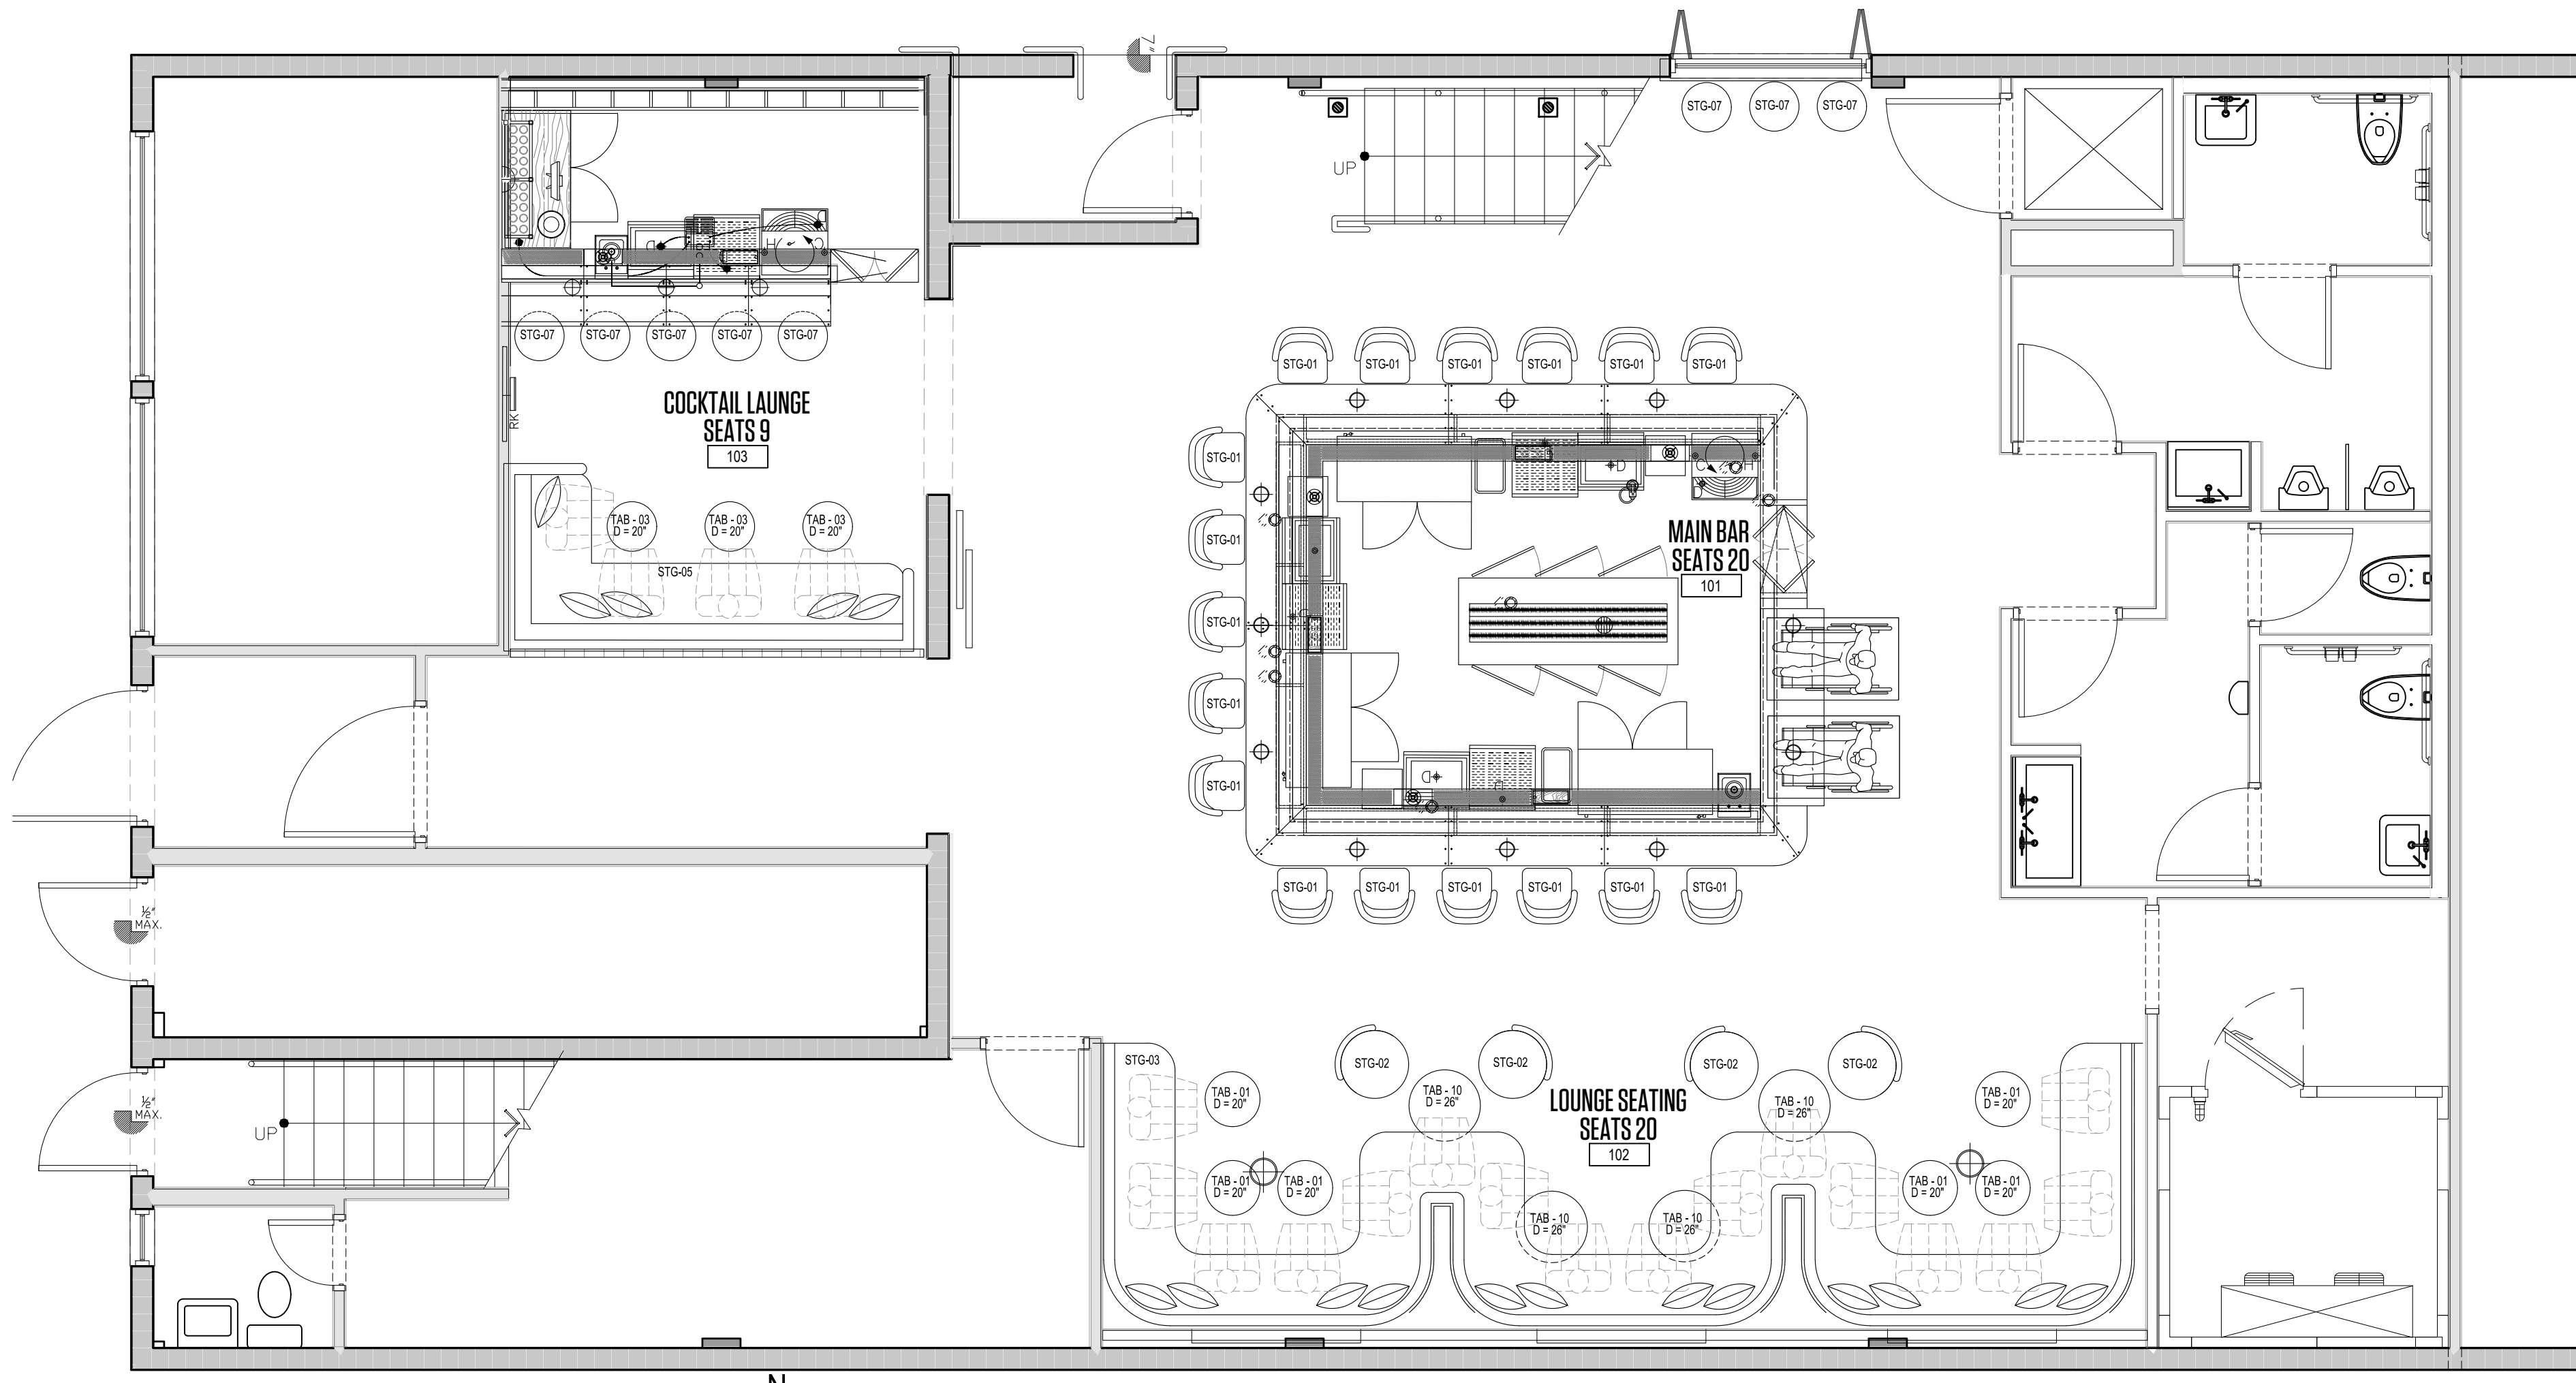 7"
UP
STG-07
STG-07
STG-07
H
C
D
STG-07
STG-07
STG-07
STG-07
STG-07
RK
COCKTAIL LAUNGE
SEATS 9
103
TAB - 03
D = 20"
TAB - 03
D = 20"
TAB - 03
D = 20"
STG-05
STG-01
STG-01
STG-01
STG-01
STG-01
STG-01
STG-01
STG-01
STG-01
STG-01
STG-01
D
C
H
MAIN BAR
SEATS 20
101
D
STG-01
STG-01
STG-01
STG-01
STG-01
STG-01
½"
MAX.
½"
MAX.
UP
STG-03
STG-02
STG-02
STG-02
STG-02
TAB - 01
D = 20"
TAB - 10
D = 26"
LOUNGE SEATING
SEATS 20
102
TAB - 10
D = 26"
TAB - 01
D = 20"
TAB - 01
D = 20"
TAB - 01
D = 20"
TAB - 10
D = 26"
TAB - 10
D = 26"
TAB - 01
D = 20"
TAB - 01
D = 20"
N